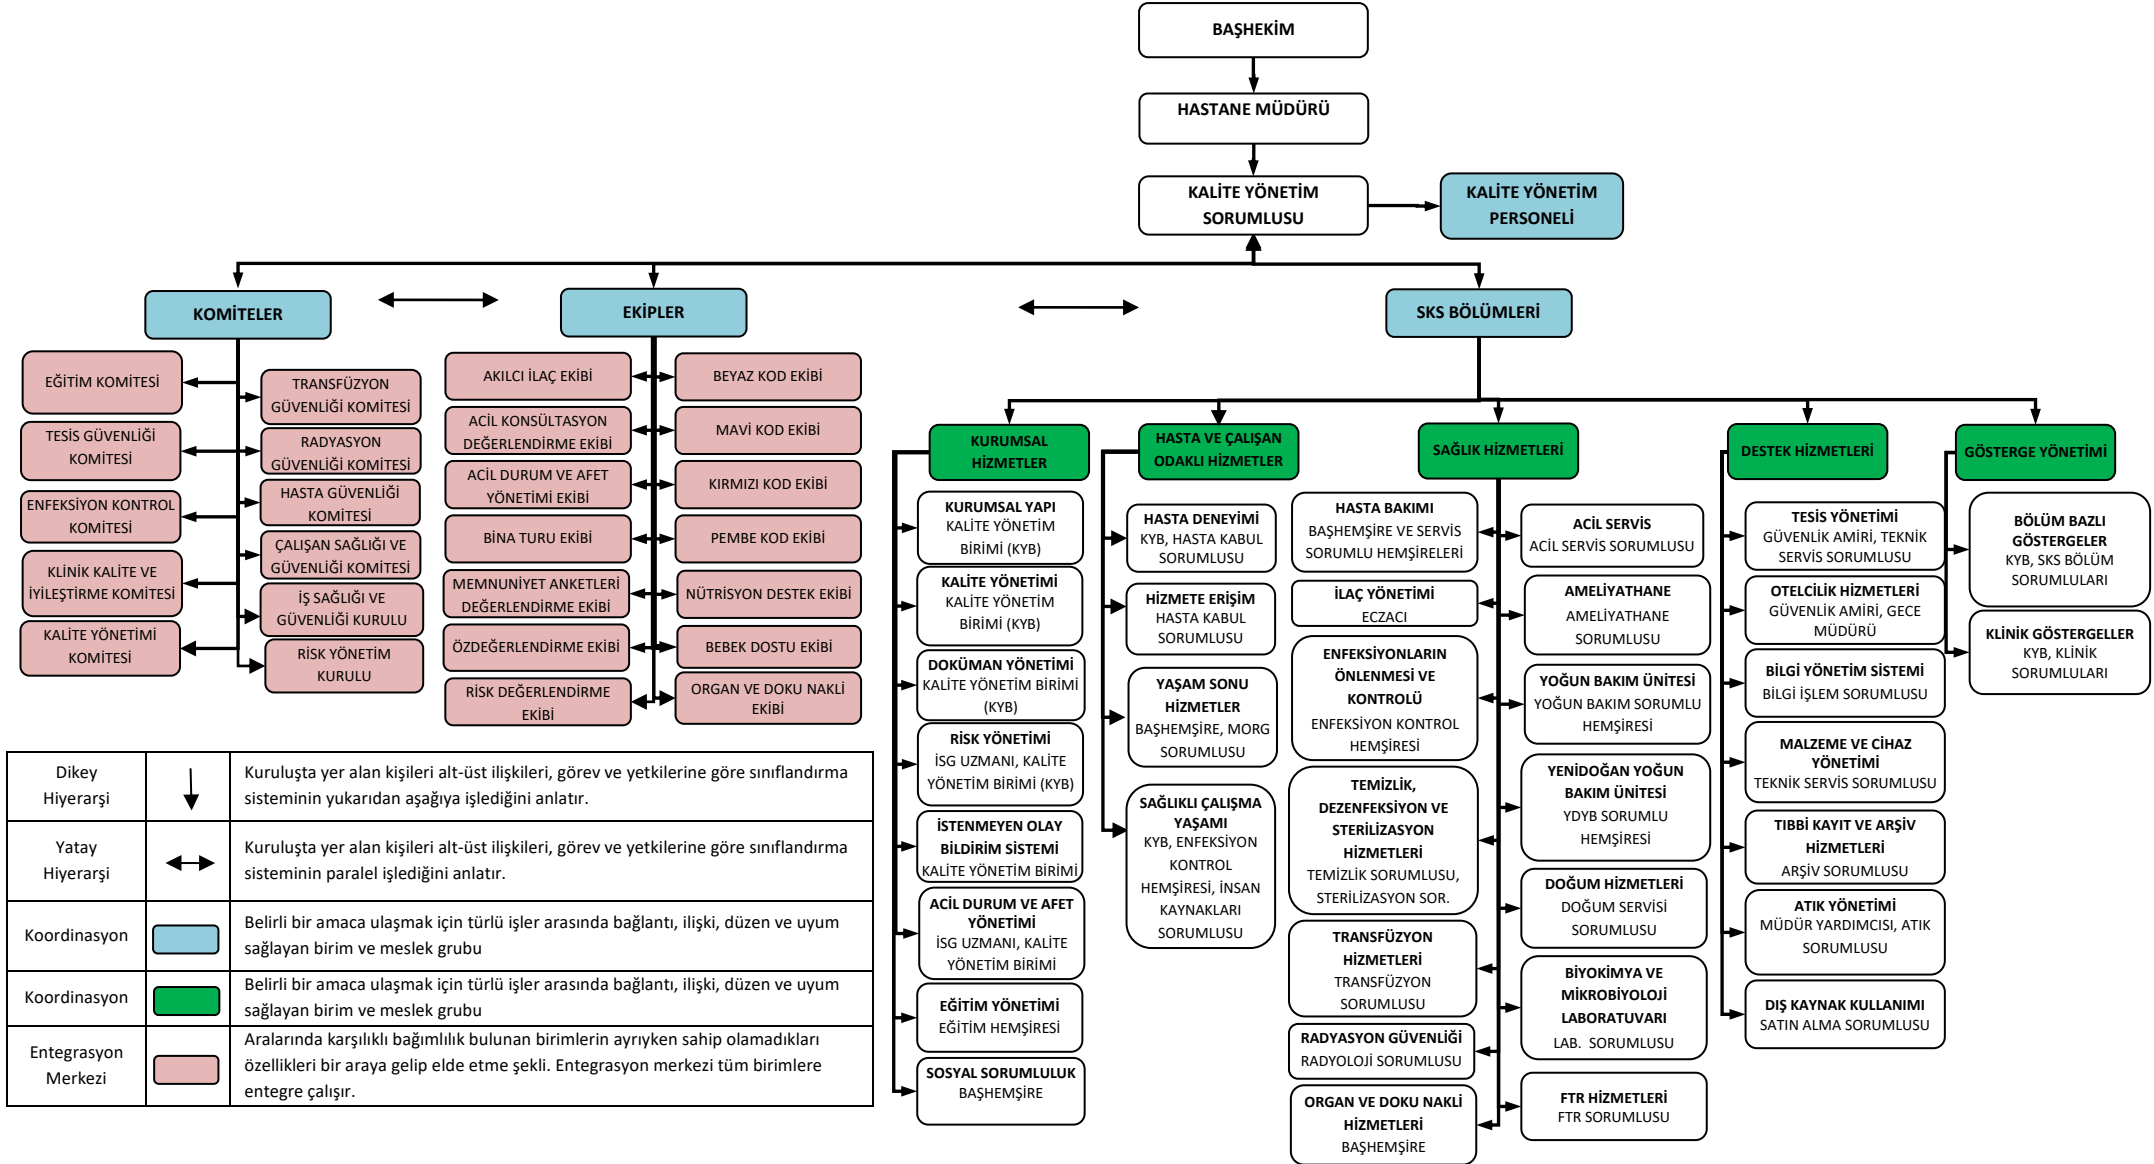 BAŞHEKİM
HASTANE MÜDÜRÜ
KALİTE YÖNETİM
SORUMLUSU
KALİTE YÖNETİM
PERSONELİ
KOMİTELER
EKİPLER
SKS BÖLÜMLERİ
EĞİTİM KOMİTESİ
TESİS GÜVENLİĞİ
KOMİTESİ
ENFEKSİYON KONTROL
KOMİTESİ
KLİNİK KALİTE VE
İYİLEŞTİRME KOMİTESİ
KALİTE YÖNETİMİ
KOMİTESİ
TRANSFÜZYON
GÜVENLİĞİ KOMİTESİ
RADYASYON
GÜVENLİĞİ KOMİTESİ
HASTA GÜVENLİĞİ
KOMİTESİ
ÇALIŞAN SAĞLIĞI VE
GÜVENLİĞİ KOMİTESİ
İŞ SAĞLIĞI VE
GÜVENLİĞİ KURULU
RİSK YÖNETİM
KURULU
AKILCI İLAÇ EKİBİ
ACİL KONSÜLTASYON
DEĞERLENDİRME EKİBİ
ACİL DURUM VE AFET
YÖNETİMİ EKİBİ
BİNA TURU EKİBİ
MEMNUNİYET ANKETLERİ
DEĞERLENDİRME EKİBİ
ÖZDEĞERLENDİRME EKİBİ
RİSK DEĞERLENDİRME
EKİBİ
BEYAZ KOD EKİBİ
MAVİ KOD EKİBİ
KIRMIZI KOD EKİBİ
PEMBE KOD EKİBİ
NÜTRİSYON DESTEK EKİBİ
BEBEK DOSTU EKİBİ
ORGAN VE DOKU NAKLİ
EKİBİ
KURUMSAL
HİZMETLER
KURUMSAL YAPI
KALİTE YÖNETİM
BİRİMİ (KYB)
KALİTE YÖNETİMİ
KALİTE YÖNETİM
BİRİMİ (KYB)
DOKÜMAN YÖNETİMİ
KALİTE YÖNETİM BİRİMİ
(KYB)
RİSK YÖNETİMİ
İSG UZMANI, KALİTE
YÖNETİM BİRİMİ (KYB)
İSTENMEYEN OLAY
BİLDİRİM SİSTEMİ
KALİTE YÖNETİM BİRİMİ
ACİL DURUM VE AFET
YÖNETİMİ
İSG UZMANI, KALİTE
YÖNETİM BİRİMİ
EĞİTİM YÖNETİMİ
EĞİTİM HEMŞİRESİ
SOSYAL SORUMLULUK
BAŞHEMŞİRE
HASTA VE ÇALIŞAN
ODAKLI HİZMETLER
HASTA DENEYİMİ
KYB, HASTA KABUL
SORUMLUSU
HİZMETE ERİŞİM
HASTA KABUL
SORUMLUSU
YAŞAM SONU
HİZMETLER
BAŞHEMŞİRE, MORG
SORUMLUSU
SAĞLIKLI ÇALIŞMA
YAŞAMI
KYB, ENFEKSİYON
KONTROL
HEMŞİRESİ, İNSAN
KAYNAKLARI
SORUMLUSU
SAĞLIK HİZMETLERİ
HASTA BAKIMI
BAŞHEMŞİRE VE SERVİS
SORUMLU HEMŞİRELERİ
İLAÇ YÖNETİMİ
ECZACI
ENFEKSİYONLARIN
ÖNLENMESİ VE
KONTROLÜ
ENFEKSİYON KONTROL
HEMŞİRESİ
TEMİZLİK,
DEZENFEKSİYON VE
STERİLİZASYON
HİZMETLERİ
TEMİZLİK SORUMLUSU,
STERİLİZASYON SOR.
TRANSFÜZYON
HİZMETLERİ
TRANSFÜZYON
SORUMLUSU
RADYASYON GÜVENLİĞİ
RADYOLOJİ SORUMLUSU
ORGAN VE DOKU NAKLİ
HİZMETLERİ
BAŞHEMŞİRE
ACİL SERVİS
ACİL SERVİS SORUMLUSU
AMELİYATHANE
AMELİYATHANE
SORUMLUSU
YOĞUN BAKIM ÜNİTESİ
YOĞUN BAKIM SORUMLU
HEMŞİRESİ
YENİDOĞAN YOĞUN
BAKIM ÜNİTESİ
YDYB SORUMLU
HEMŞİRESİ
DOĞUM HİZMETLERİ
DOĞUM SERVİSİ
SORUMLUSU
BİYOKİMYA VE
MİKROBİYOLOJİ
LABORATUVARI
LAB. SORUMLUSU
FTR HİZMETLERİ
FTR SORUMLUSU
DESTEK HİZMETLERİ
TESİS YÖNETİMİ
GÜVENLİK AMİRİ, TEKNİK
SERVİS SORUMLUSU
OTELCİLİK HİZMETLERİ
GÜVENLİK AMİRİ, GECE
MÜDÜRÜ
BİLGİ YÖNETİM SİSTEMİ
BİLGİ İŞLEM SORUMLUSU
MALZEME VE CİHAZ
YÖNETİMİ
TEKNİK SERVİS SORUMLUSU
TIBBİ KAYIT VE ARŞİV
HİZMETLERİ
ARŞİV SORUMLUSU
ATIK YÖNETİMİ
MÜDÜR YARDIMCISI, ATIK
SORUMLUSU
DIŞ KAYNAK KULLANIMI
SATIN ALMA SORUMLUSU
GÖSTERGE YÖNETİMİ
BÖLÜM BAZLI
GÖSTERGELER
KYB, SKS BÖLÜM
SORUMLULARI
KLİNİK GÖSTERGELLER
KYB, KLİNİK
SORUMLULARI
Dikey
Hiyerarşi
Kuruluşta yer alan kişileri alt-üst ilişkileri, görev ve yetkilerine göre sınıflandırma
sisteminin yukarıdan aşağıya işlediğini anlatır.
Yatay
Hiyerarşi
Kuruluşta yer alan kişileri alt-üst ilişkileri, görev ve yetkilerine göre sınıflandırma
sisteminin paralel işlediğini anlatır.
Koordinasyon
Belirli bir amaca ulaşmak için türlü işler arasında bağlantı, ilişki, düzen ve uyum
sağlayan birim ve meslek grubu
Koordinasyon
Belirli bir amaca ulaşmak için türlü işler arasında bağlantı, ilişki, düzen ve uyum
sağlayan birim ve meslek grubu
Entegrasyon
Merkezi
Aralarında karşılıklı bağımlılık bulunan birimlerin ayrıyken sahip olamadıkları
özellikleri bir araya gelip elde etme şekli. Entegrasyon merkezi tüm birimlere
entegre çalışır.